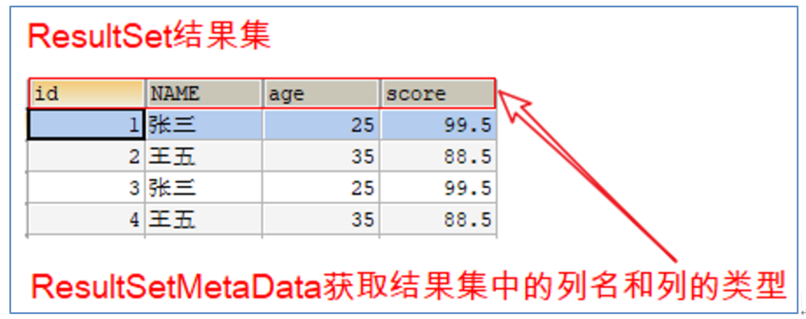 ResultSet结果集
id NAME age score
1 张三 25 99.5
2 王五 35 88.5
3 张三 25 99.5
4 王五 35 88.5
ResultSetMetaData获取结果集中的列名和列的类型